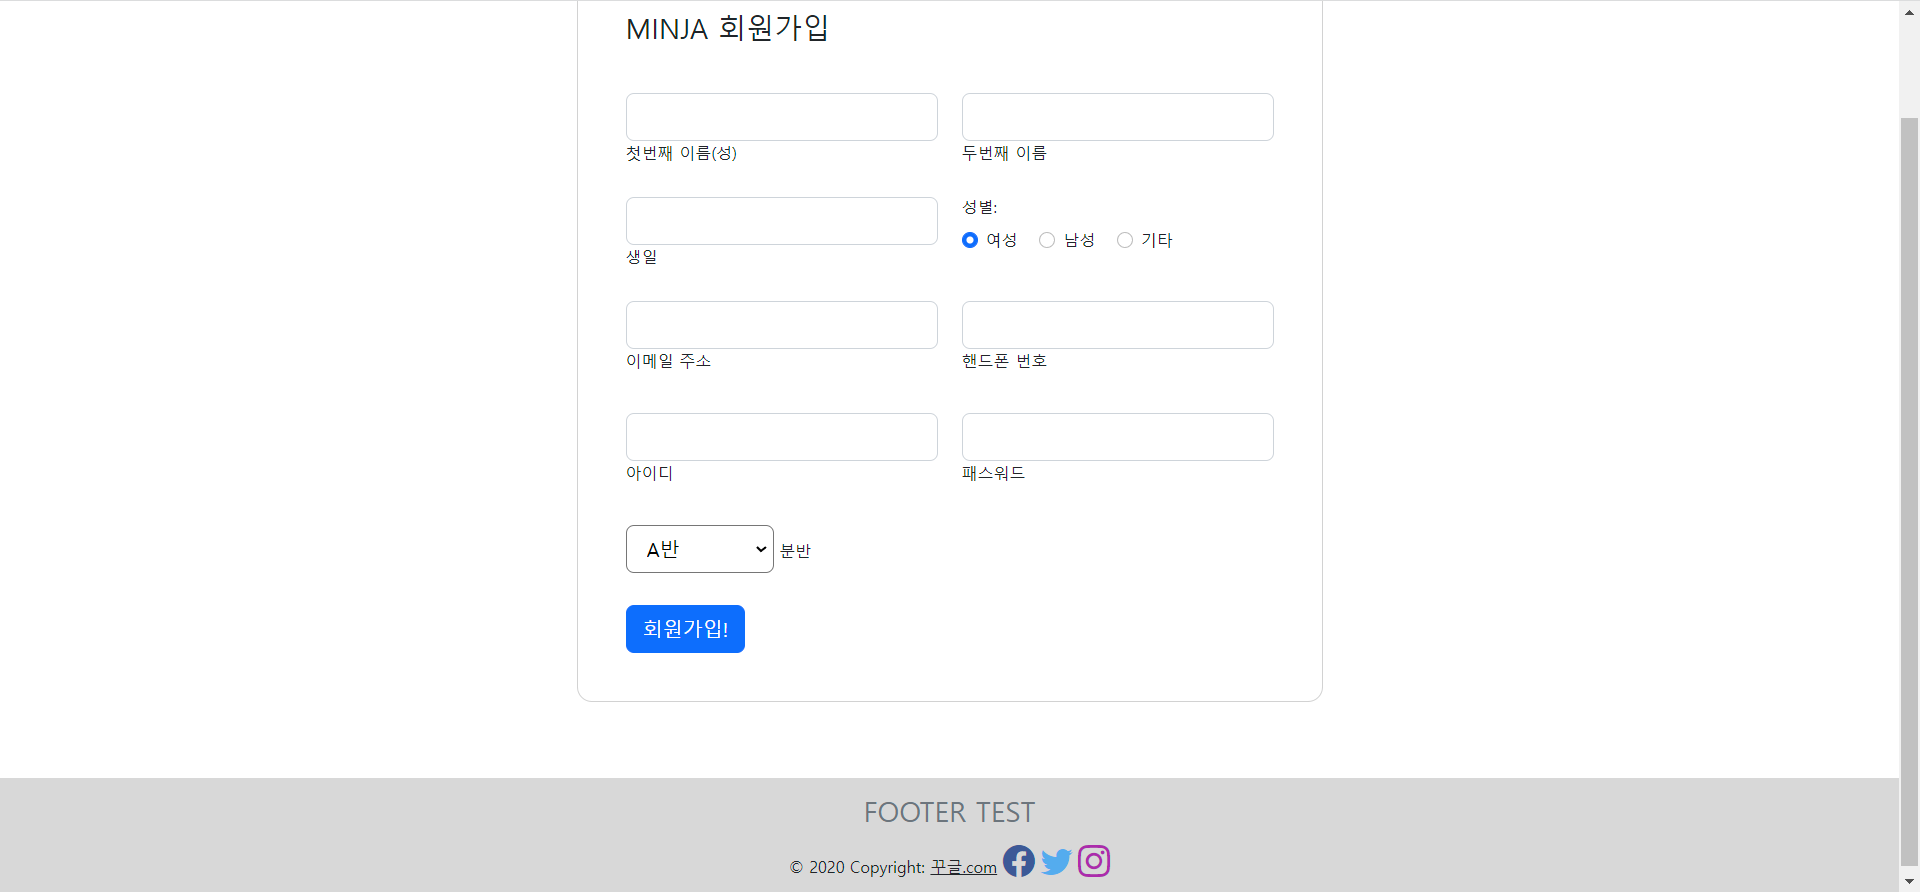 MINJA 회원가입
첫번째 이름(성)
두번째 이름
생일
성별:
여성 남성 기타
이메일 주소
핸드폰 번호
아이디
패스워드
A반 분반
회원가입!
FOOTER TEST
© 2020 Copyright: 꾸글.com